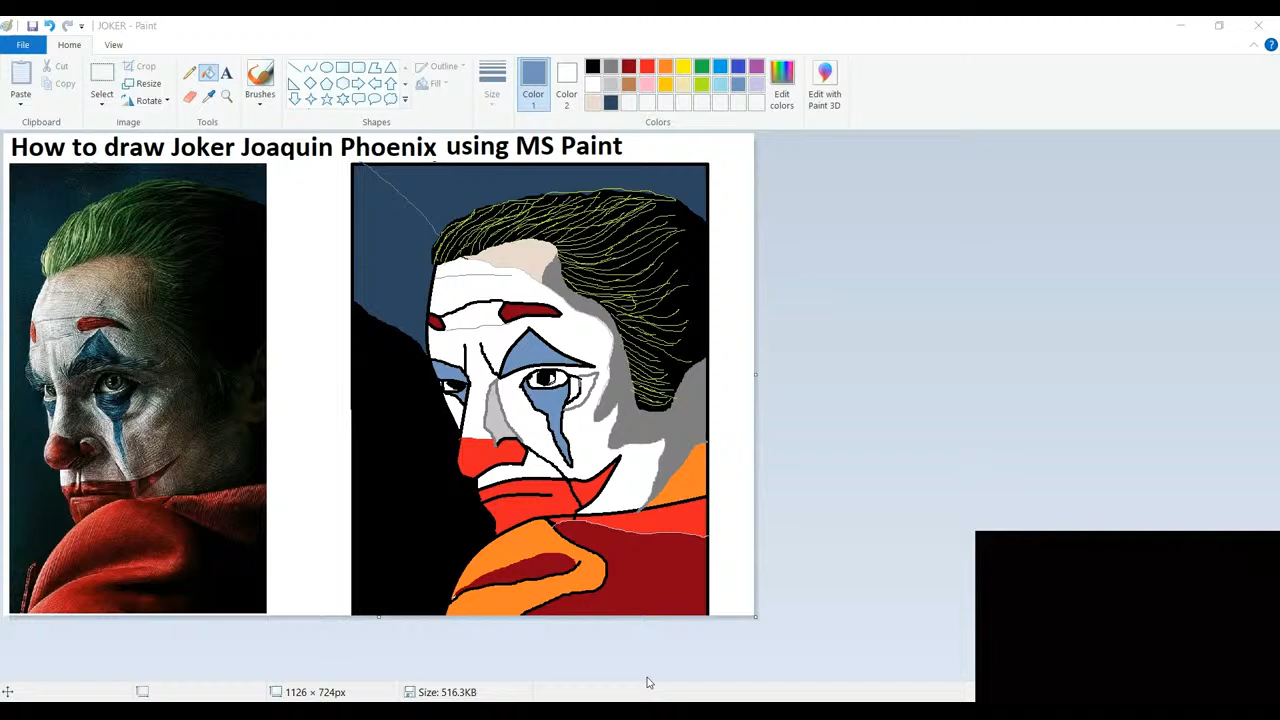 JOKER - Paint
File Home View
Paste
Cut
Copy
Clipboard
Select
Crop
Resize
Rotate
Image
A
Tools
Brushes
Outline
Fill
Shapes
Size
Color 1
Color 2
Edit colors
Colors
Edit with Paint 3D
How to draw Joker Joaquin Phoenix using MS Paint
1126 × 724px
Size: 516.3KB